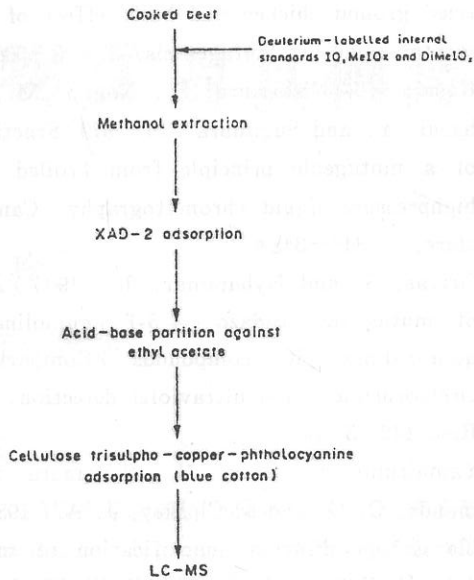 Cooked beef
Deuterium-labelled internal
standards IQ, MeIQx and DiMeIQx
Methanol extraction
XAD-2 adsorption
Acid-base partition against
ethyl acetate
Cellulose trisulpho-copper-phthalocyanine
adsorption (blue cotton)
LC-MS